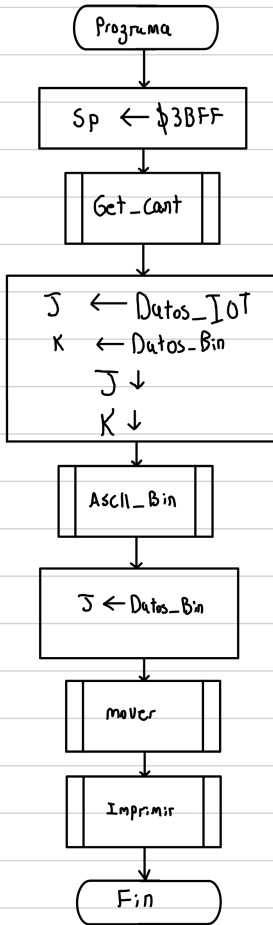 Programa
Sp ← $3BFF
Get_Cant
J ← Datos_IOT
K ← Datos_Bin
J ↓
K ↓
AscII_Bin
J ← Datos_Bin
mover
Imprimir
Fin